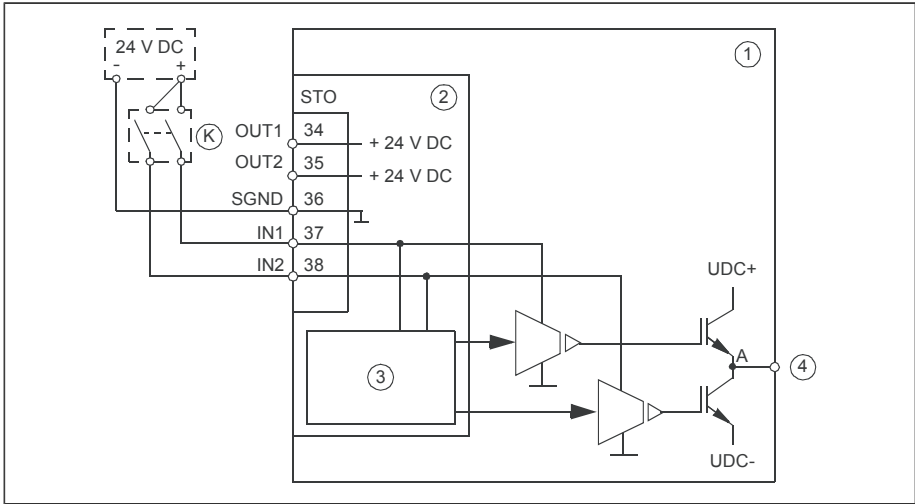 24 V DC
- +
K
1
2
STO
OUT1 34 + 24 V DC
OUT2 35 + 24 V DC
SGND 36
IN1 37
IN2 38
3
UDC+
A
4
UDC-